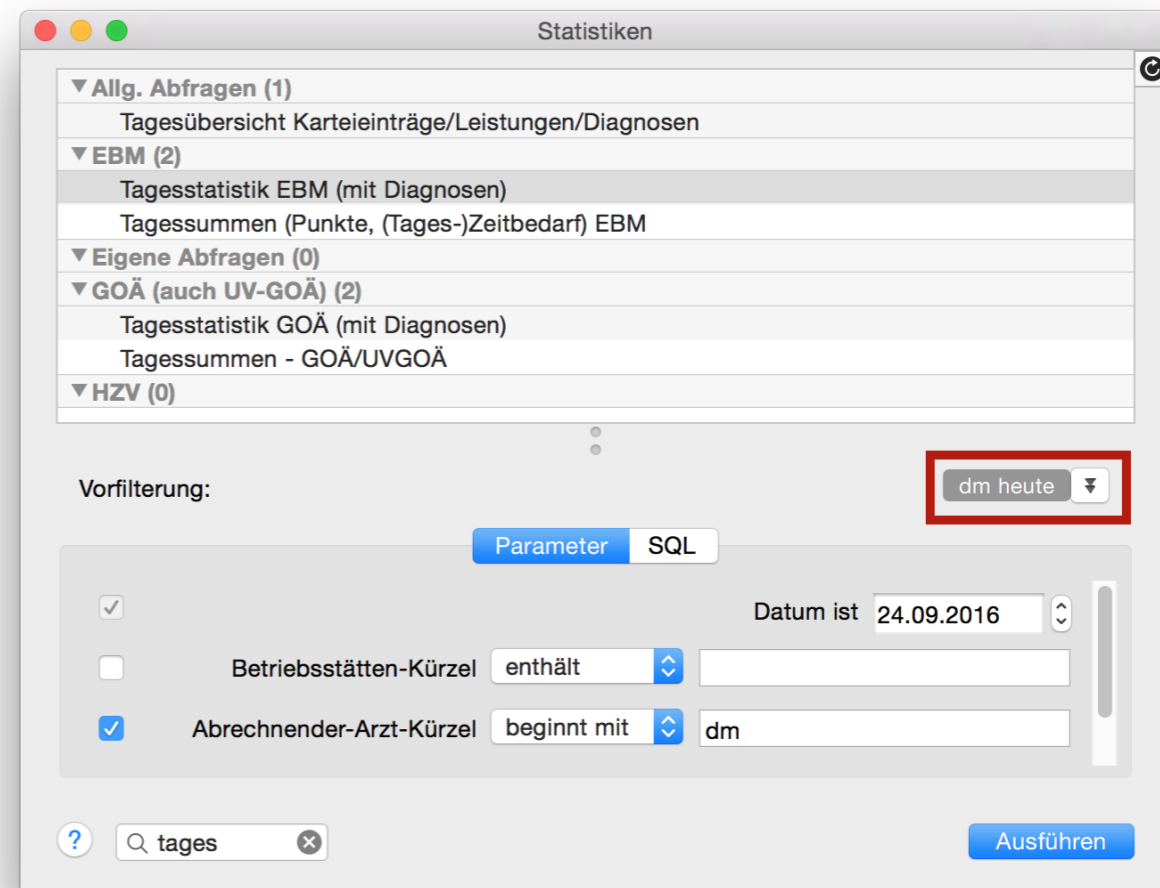 Statistiken
Allg. Abfragen (1)
Tagesübersicht Karteieinträge/Leistungen/Diagnosen
EBM (2)
Tagesstatistik EBM (mit Diagnosen)
Tagessummen (Punkte, (Tages-)Zeitbedarf) EBM
Eigene Abfragen (0)
GOÄ (auch UV-GOÄ) (2)
Tagesstatistik GOÄ (mit Diagnosen)
Tagessummen - GOÄ/UVGOÄ
HZV (0)
Vorfilterung: dm heute
Parameter SQL
Datum ist 24.09.2016
Betriebsstätten-Kürzel enthält
Abrechnender-Arzt-Kürzel beginnt mit dm
? tages Ausführen